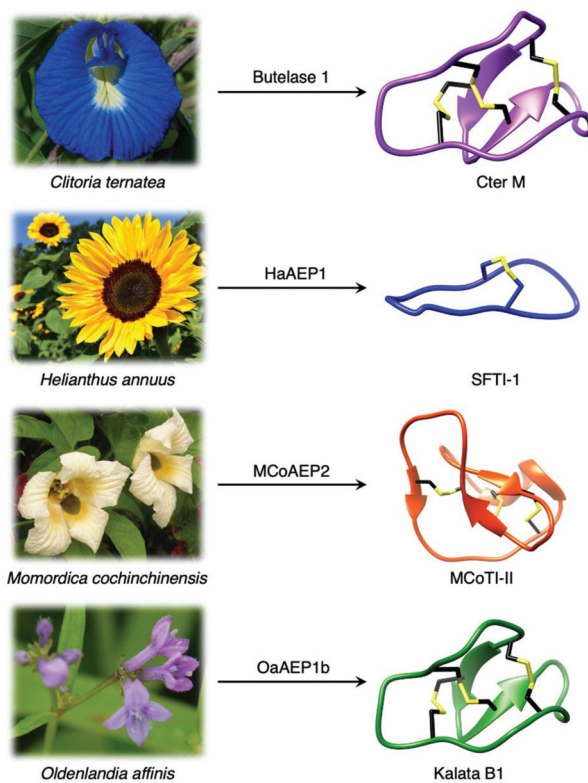 Butelase 1
Clitoria ternatea
Cter M
HaAEP1
Helianthus annuus
SFTI-1
MCoAEP2
Momordica cochinchinensis
MCoTI-II
OaAEP1b
Oldenlandia affinis
Kalata B1